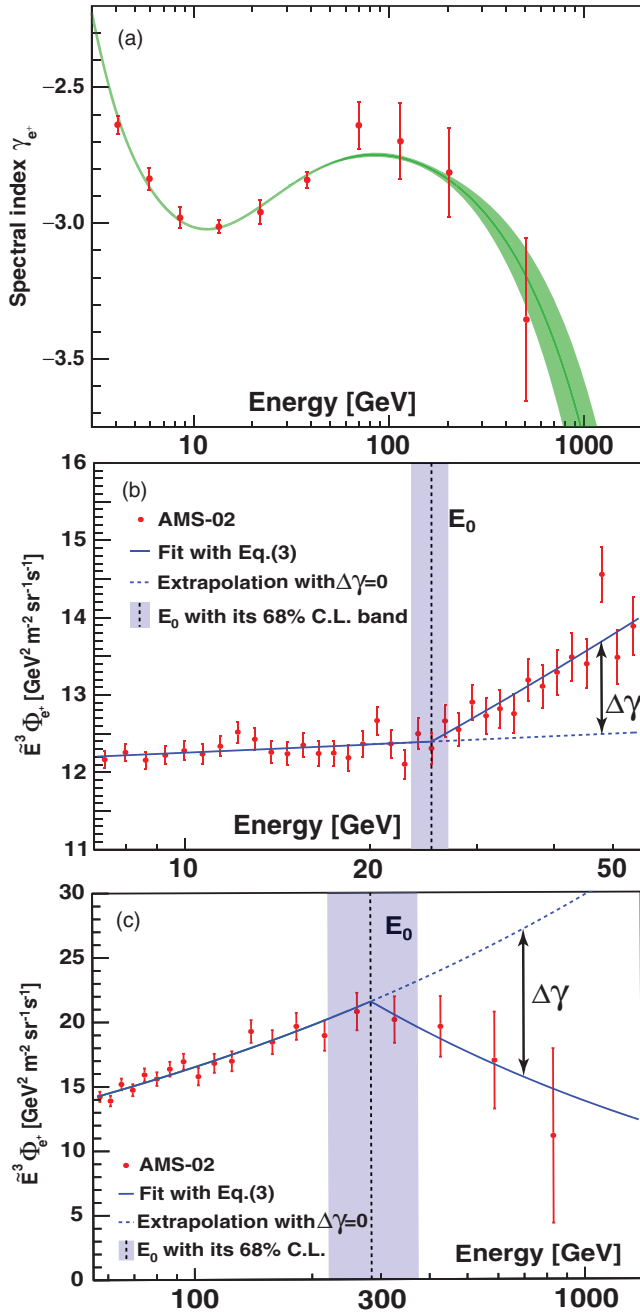 (a)
Spectral index γe+
−2.5
−3.0
−3.5
Energy [GeV]
10
100
1000
(b)
16
15
14
13
12
11
Ẽ³ Φe+ [GeV² m⁻² sr⁻¹s⁻¹]
AMS-02
Fit with Eq.(3)
Extrapolation with Δγ=0
E₀ with its 68% C.L. band
E₀
Δγ
Energy [GeV]
10
20
50
(c)
30
25
20
15
10
5
0
Ẽ³ Φe+ [GeV² m⁻² sr⁻¹s⁻¹]
E₀
Δγ
AMS-02
Fit with Eq.(3)
Extrapolation with Δγ=0
E₀ with its 68% C.L.
Energy [GeV]
100
300
1000